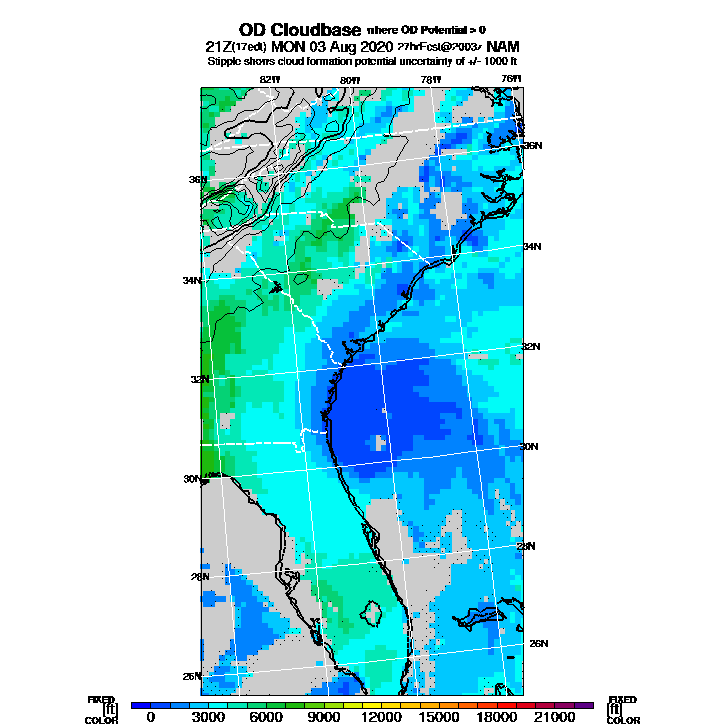 OD Cloudbase where OD Potential > 0
21Z(17edt) MON 03 Aug 2020 27hrFcst@2003z NAM
Stipple shows cloud formation potential uncertainty of +/- 1000 ft
82W 80W 78W 76W
36N 36N
34N 34N
32N 32N
30N 30N
28N 28N
26N 26N
FIXED FIXED
[ft] [ft]
COLOR 0 3000 6000 9000 12000 15000 18000 21000 COLOR